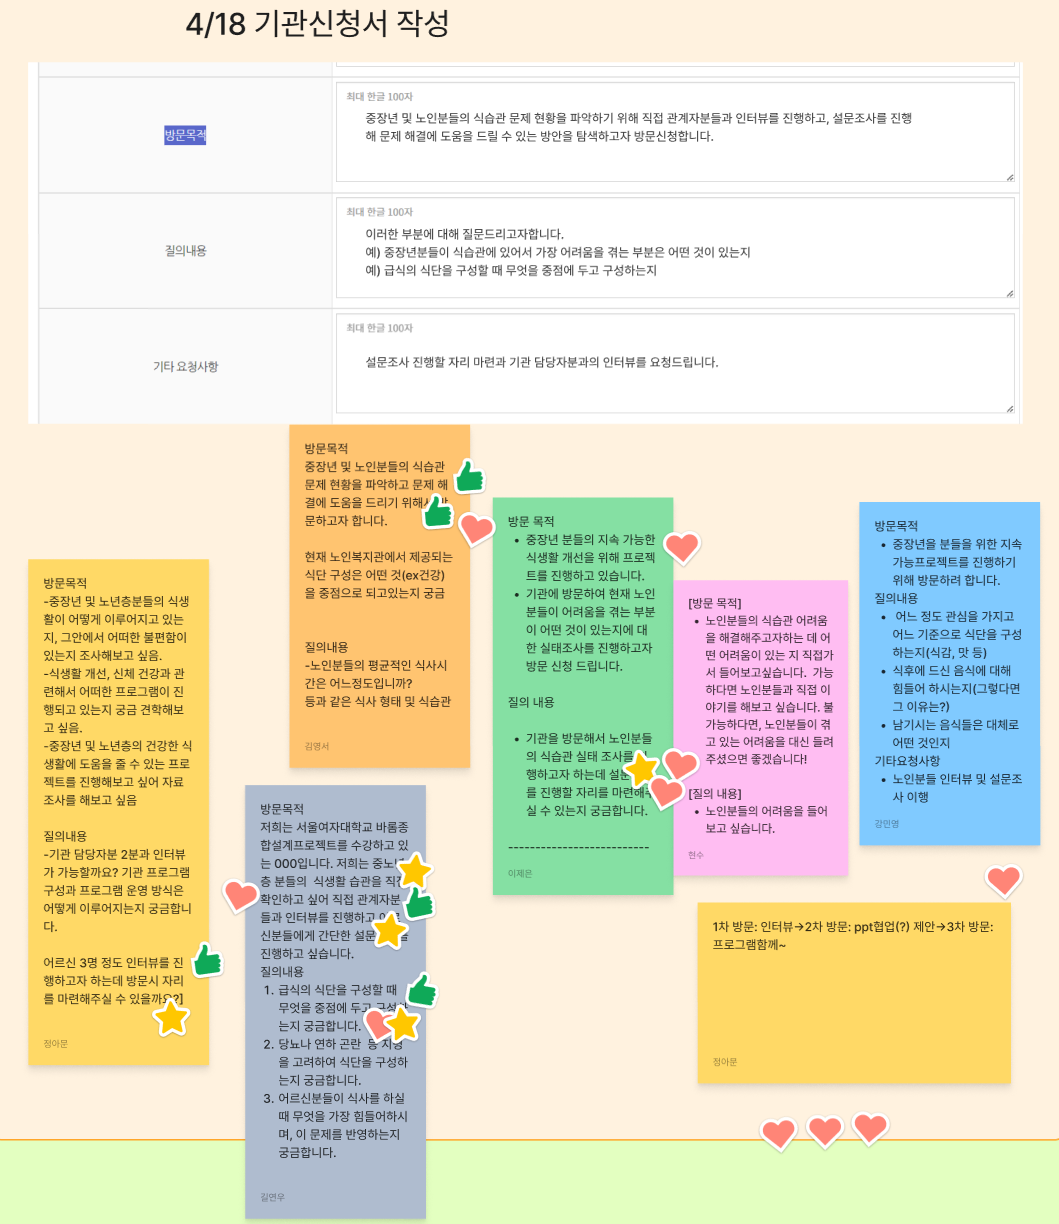 4/18 기관신청서 작성
방문목적
최대 한글 100자
중장년 및 노인분들의 식습관 문제 현황을 파악하기 위해 직접 관계자분들과 인터뷰를 진행하고, 설문조사를 진행
해 문제 해결에 도움을 드릴 수 있는 방안을 탐색하고자 방문신청합니다.
질의내용
최대 한글 100자
이러한 부분에 대해 질문드리고자합니다.
예) 중장년분들이 식습관에 있어서 가장 어려움을 겪는 부분은 어떤 것이 있는지
예) 급식의 식단을 구성할 때 무엇을 중점에 두고 구성하는지
기타 요청사항
최대 한글 100자
설문조사 진행할 자리 마련과 기관 담당자분과의 인터뷰를 요청드립니다.
방문목적
중장년 및 노인분들의 식습관
문제 현황을 파악하고 문제 해
결에 도움을 드리기 위해
문하고자 합니다.
현재 노인복지관에서 제공되는
식단 구성은 어떤 것(ex건강)
을 중점으로 되고있는지 궁금
질의내용
-노인분들의 평균적인 식사시
간은 어느정도입니까?
등과 같은 식사 형태 및 식습관
김영서
방문 목적
• 중장년 분들의 지속 가능한
식생활 개선을 위해 프로젝
트를 진행하고 있습니다.
• 기관에 방문하여 현재 노인
분들이 어려움을 겪는 부분
이 어떤 것이 있는지에 대
한 실태조사를 진행하고자
방문 신청 드립니다.
질의 내용
• 기관을 방문해서 노인분들
의 식습관 실태 조사를
행하고자 하는데
를 진행할 자리를 마련해주
실 수 있는지 궁금합니다.
--------------------------
이제은
방문목적
• 중장년을 분들을 위한 지속
가능프로젝트를 진행하기
위해 방문하려 합니다.
질의내용
• 어느 정도 관심을 가지고
어느 기준으로 식단을 구성
하는지(식감, 맛 등)
• 식후에 드신 음식에 대해
힘들어 하시는지(그렇다면
그 이유는?)
• 남기시는 음식들은 대체로
어떤 것인지
기타요청사항
• 노인분들 인터뷰 및 설문조
사 이행
강민영
방문목적
-중장년 및 노년층분들의 식생
활이 어떻게 이루어지고 있는
지, 그안에서 어떠한 불편함이
있는지 조사해보고 싶음.
-식생활 개선, 신체 건강과 관
련해서 어떠한 프로그램이 진
행되고 있는지 궁금 견학해보
고 싶음.
-중장년 및 노년층의 건강한 식
생활에 도움을 줄 수 있는 프로
젝트를 진행해보고 싶어 자료
조사를 해보고 싶음
질의내용
-기관 담당자분 2분과 인터뷰
가 가능할까요? 기관 프로그램
구성과 프로그램 운영 방식은
어떻게 이루어지는지 궁금합니
다.
어르신 3명 정도 인터뷰를 진
행하고자 하는데 방문시 자리
를 마련해주실 수 있을까요?]
정아문
[방문 목적]
• 노인분들의 식습관 어려움
을 해결해주고자하는 데 어
떤 어려움이 있는 지 직접가
서 들어보고싶습니다. 가능
하다면 노인분들과 직접 이
야기를 해보고 싶습니다. 불
가능하다면, 노인분들이 겪
고 있는 어려움을 대신 들려
주셨으면 좋겠습니다!
[질의 내용]
• 노인분들의 어려움을 들어
보고 싶습니다.
현수
방문목적
저희는 서울여자대학교 바롬종
합설계프로젝트를 수강하고 있
는 000입니다. 저희는 중노년
층 분들의 식생활 습관을 직접
확인하고 싶어 직접 관계자분
들과 인터뷰를 진행하고
신분들에게 간단한
진행하고 싶습니다.
질의내용
1. 급식의 식단을 구성할 때
무엇을 중점에 두고 구성하
는지 궁금합니다.
2. 당뇨나 연하 곤란 등 지병
을 고려하여 식단을 구성하
는지 궁금합니다.
3. 어르신분들이 식사를 하실
때 무엇을 가장 힘들어하시
며, 이 문제를 반영하는지
궁금합니다.
길연우
1차 방문: 인터뷰→2차 방문: ppt협업(?) 제안→3차 방문:
프로그램함께~
정아문